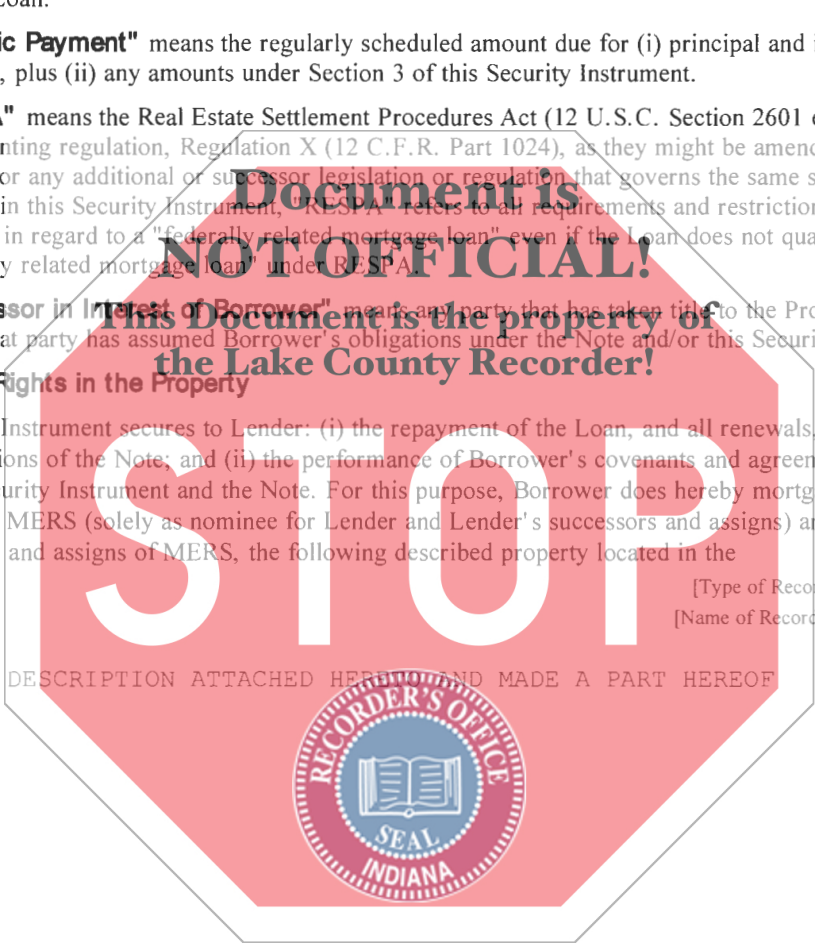 Loan.
ic Payment" means the regularly scheduled amount due for (i) principal and i
, plus (ii) any amounts under Section 3 of this Security Instrument.
A" means the Real Estate Settlement Procedures Act (12 U.S.C. Section 2601 e
nting regulation, Regulation X (12 C.F.R. Part 1024), as they might be amend
or any additional or successor legislation or regulation that governs the same s
in this Security Instrument, "RESPA" refers to all requirements and restriction
in regard to a "federally related mortgage loan" even if the Loan does not qua
y related mortgage loan" under RESPA.
ssor in Interest of Borrower" means any party that has taken title to the Pro
at party has assumed Borrower's obligations under the Note and/or this Securi
Rights in the Property
Instrument secures to Lender: (i) the repayment of the Loan, and all renewals,
ions of the Note; and (ii) the performance of Borrower's covenants and agreem
urity Instrument and the Note. For this purpose, Borrower does hereby mortg
MERS (solely as nominee for Lender and Lender's successors and assigns) a
and assigns of MERS, the following described property located in the
[Type of Recor
[Name of Record
DESCRIPTION ATTACHED HERETO AND MADE A PART HEREOF
Document is
NOT OFFICIAL!
This Document is the property of
the Lake County Recorder!
STOP
RECORDER'S OFFICE
SEAL
INDIANA